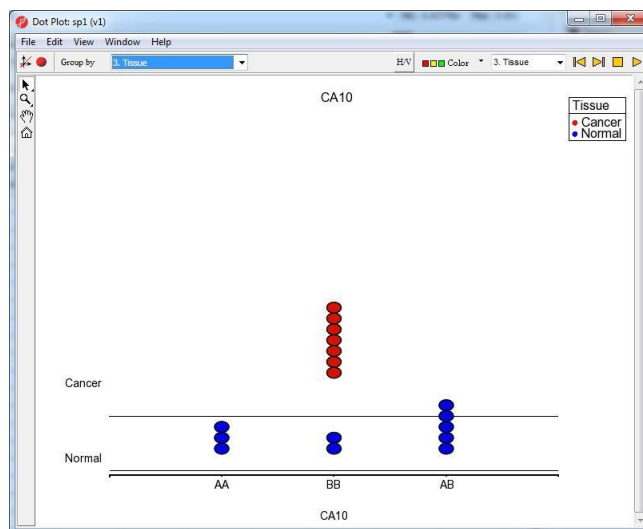 Dot Plot: sp1 (v1)
File Edit View Window Help
Group by 3. Tissue H/V Color 3. Tissue
CA10
Tissue
Cancer
Normal
Cancer
Normal
AA BB AB
CA10